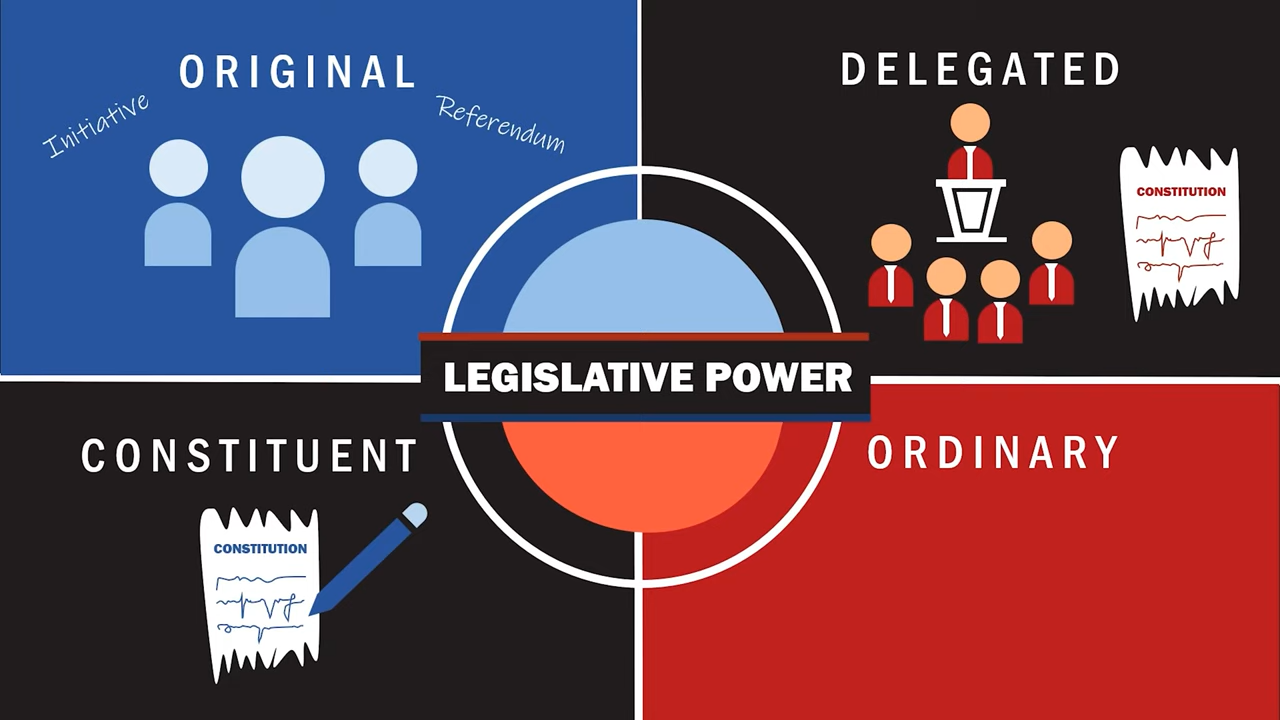 ORIGINAL
Initiative
Referendum
DELEGATED
CONSTITUTION
LEGISLATIVE POWER
CONSTITUENT
CONSTITUTION
ORDINARY